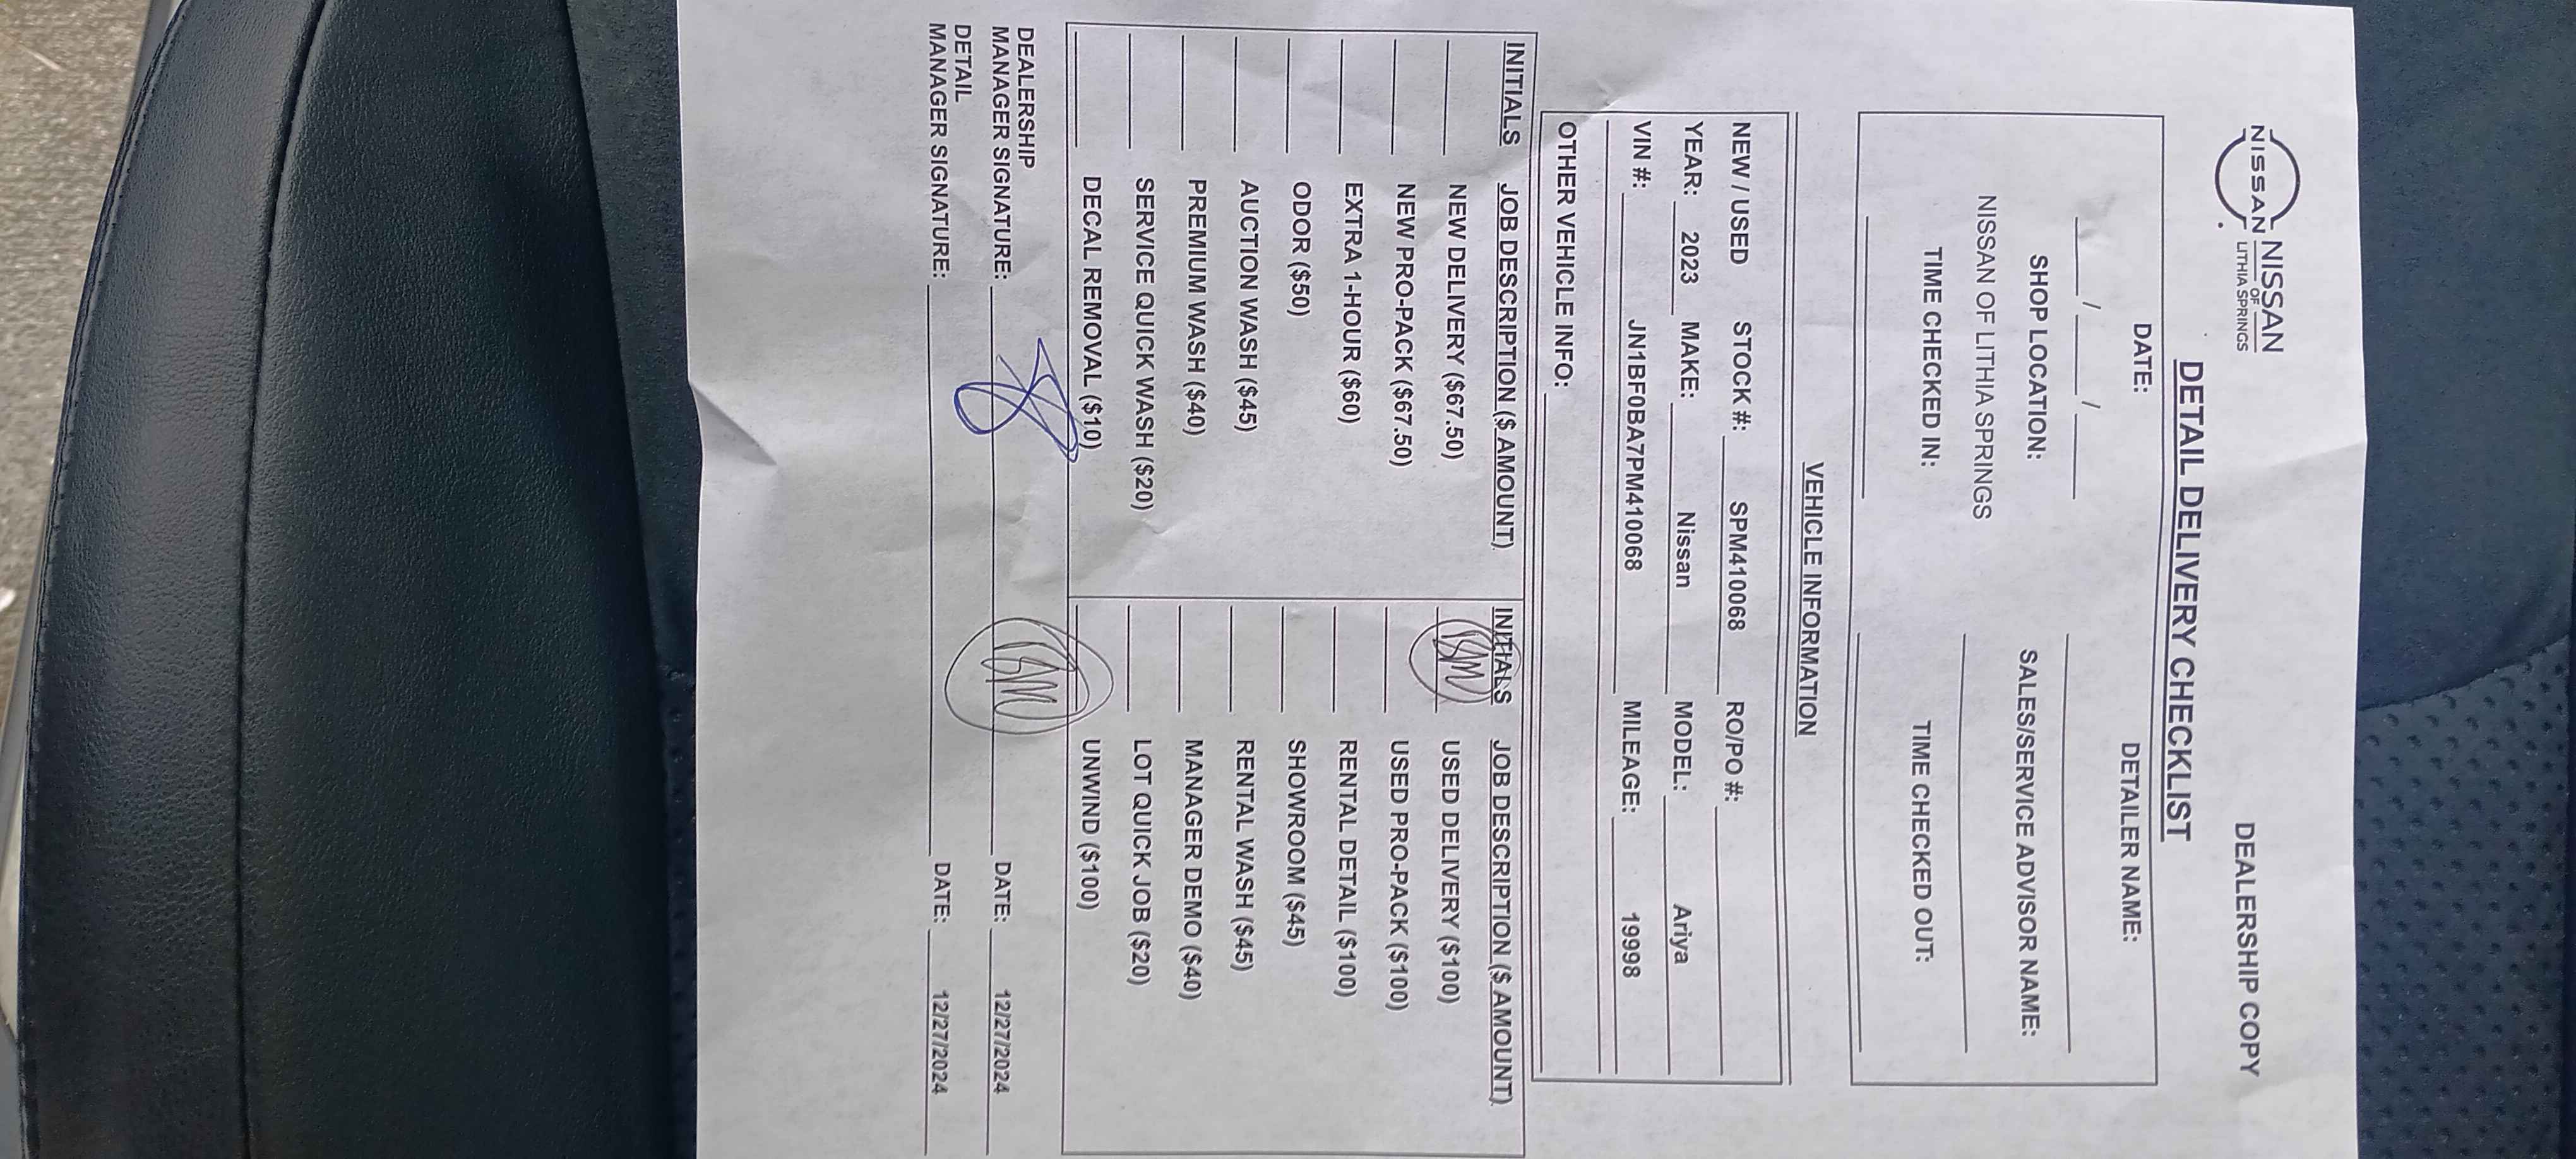 DEALERSHIP COPY
NISSAN
NISSAN
OF
LITHIA SPRINGS
DETAIL DELIVERY CHECKLIST
DATE: DETAILER NAME:
____ / ____ / ____
SHOP LOCATION: SALES/SERVICE ADVISOR NAME:
NISSAN OF LITHIA SPRINGS
TIME CHECKED IN: TIME CHECKED OUT:
VEHICLE INFORMATION
NEW / USED STOCK #: SPM410068 RO/PO #:
YEAR: 2023 MAKE: Nissan MODEL: Ariya
VIN #: JN1BF0BA7PM410068 MILEAGE: 19998
OTHER VEHICLE INFO:
INITIALS JOB DESCRIPTION ($ AMOUNT) INITIALS JOB DESCRIPTION ($ AMOUNT)
NEW DELIVERY ($67.50) USED DELIVERY ($100)
NEW PRO-PACK ($67.50) USED PRO-PACK ($100)
EXTRA 1-HOUR ($60) RENTAL DETAIL ($100)
ODOR ($50) SHOWROOM ($45)
AUCTION WASH ($45) RENTAL WASH ($45)
PREMIUM WASH ($40) MANAGER DEMO ($40)
SERVICE QUICK WASH ($20) LOT QUICK JOB ($20)
DECAL REMOVAL ($10) UNWIND ($100)
DEALERSHIP
MANAGER SIGNATURE: DATE: 12/27/2024
DETAIL
MANAGER SIGNATURE: DATE: 12/27/2024